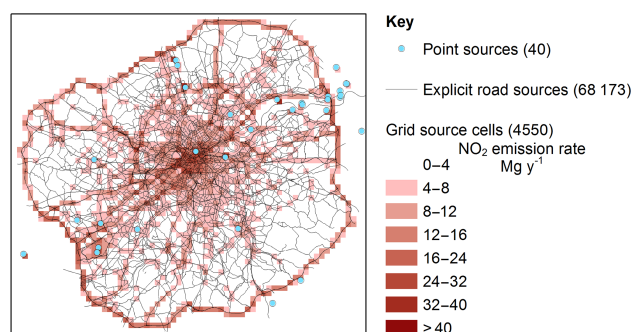 Key
Point sources (40)
Explicit road sources (68 173)
Grid source cells (4550)
NO₂ emission rate
0–4 Mg y⁻¹
4–8
8–12
12–16
16–24
24–32
32–40
>40